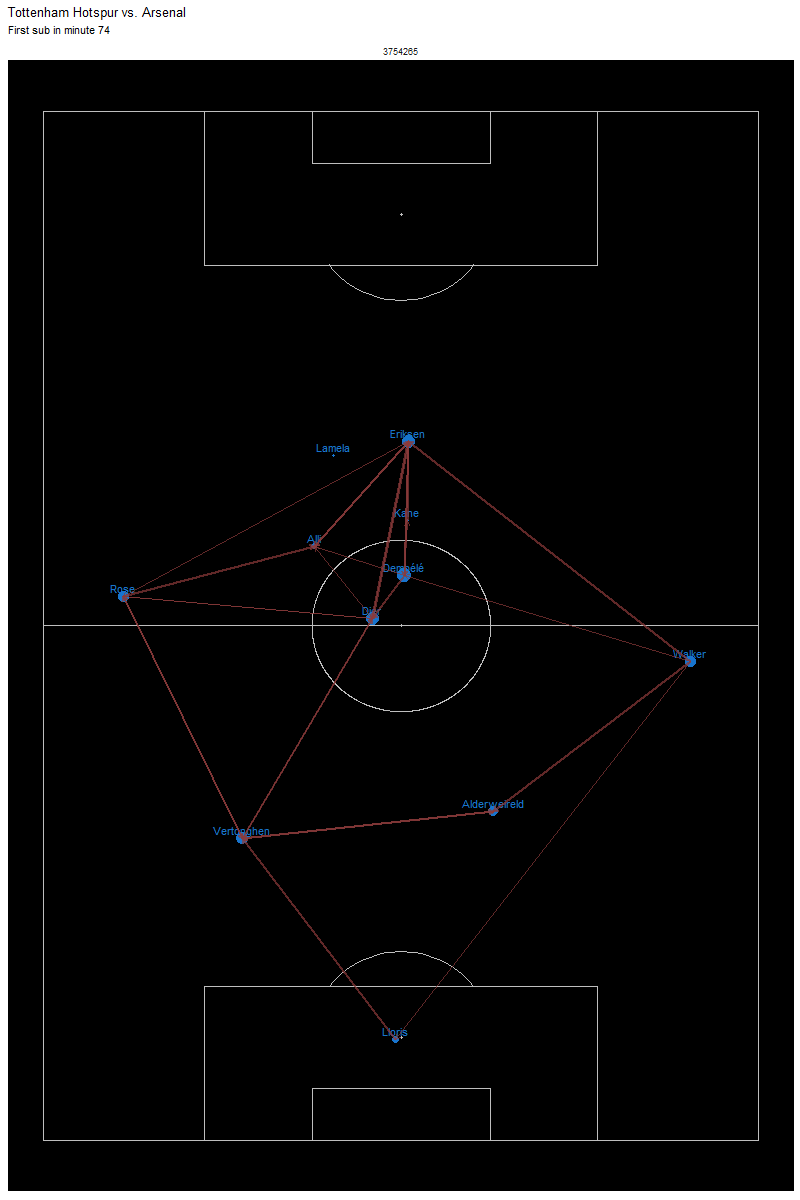 Tottenham Hotspur vs. Arsenal
First sub in minute 74
3754265
Eriksen
Lamela
Kane
Alli
Dembélé
Rose
Dier
Walker
Alderweireld
Vertonghen
Lloris